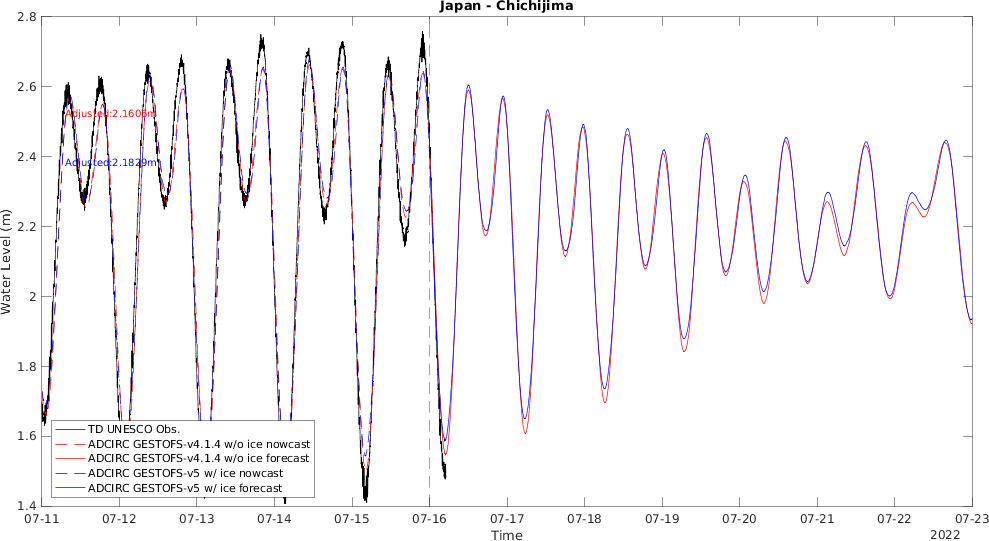 Japan - Chichijima
Water Level (m)
2.8
2.6
2.4
2.2
2
1.8
1.6
1.4
Adjusted:2.1606m
Adjusted:2.1829m
TD UNESCO Obs.
ADCIRC GESTOFS-v4.1.4 w/o ice nowcast
ADCIRC GESTOFS-v4.1.4 w/o ice forecast
ADCIRC GESTOFS-v5 w/ ice nowcast
ADCIRC GESTOFS-v5 w/ ice forecast
07-11 07-12 07-13 07-14 07-15 07-16 07-17 07-18 07-19 07-20 07-21 07-22 07-23
Time
2022